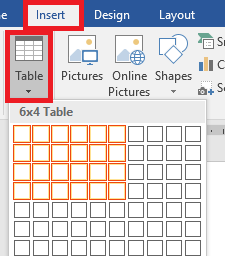 Insert Design Layout
Table Pictures Online Pictures Shapes
6x4 Table